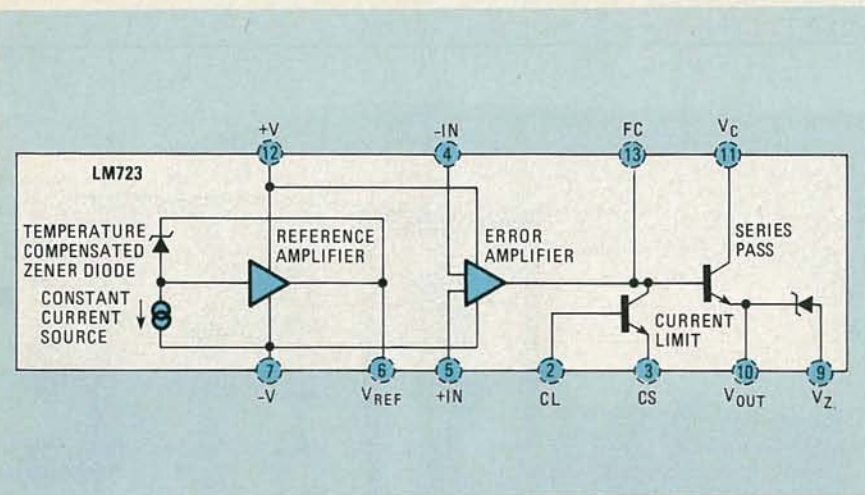 +V
-IN
FC
VC
12
4
13
11
LM723
TEMPERATURE
COMPENSATED
ZENER DIODE
REFERENCE
AMPLIFIER
ERROR
AMPLIFIER
SERIES
PASS
CONSTANT
CURRENT
SOURCE
CURRENT
LIMIT
7
6
5
2
3
10
9
-V
VREF
+IN
CL
CS
VOUT
VZ.